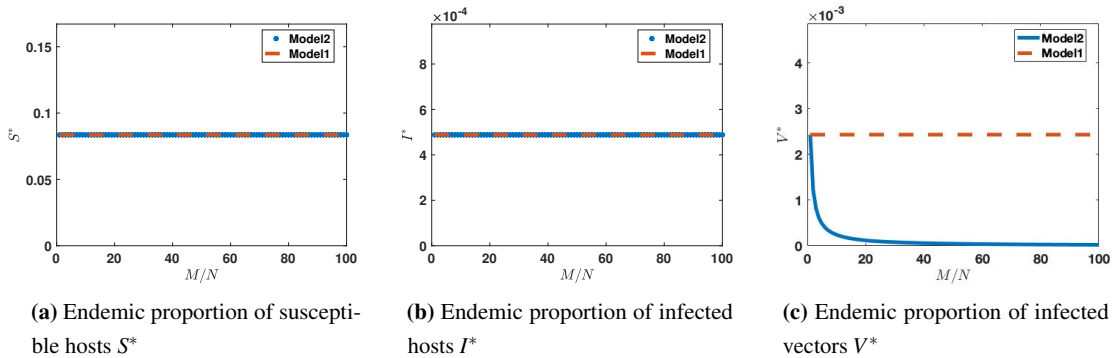 0.15
0.1
0.05
0
S*
0 20 40 60 80 100
M/N
Model2
Model1
(a) Endemic proportion of suscepti-
ble hosts S*
×10⁻⁴
8
6
4
2
0
I*
0 20 40 60 80 100
M/N
Model2
Model1
(b) Endemic proportion of infected
hosts I*
×10⁻³
4
3
2
1
0
V*
0 20 40 60 80 100
M/N
Model2
Model1
(c) Endemic proportion of infected
vectors V*